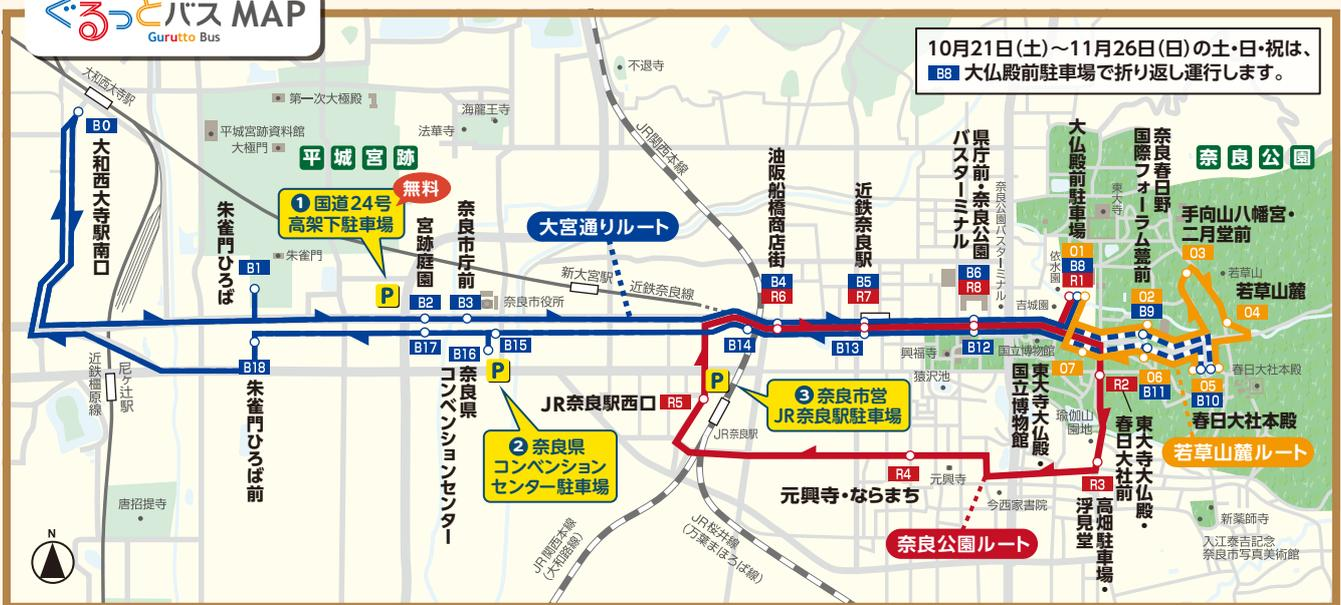 ぐるっとバス MAP
Gurutto Bus
10月21日(土)〜11月26日(日)の土・日・祝は、
B8 大仏殿前駐車場で折り返し運行します。
大和西大寺駅
B0
大和西大寺駅南口
第一次大極殿
平城宮跡資料館
大極門
平城宮跡
海龍王寺
法華寺
不退寺
JR関西本線
❶国道24号
高架下駐車場
無料
P
朱雀門ひろば
B1
朱雀門
宮跡庭園
B2
奈良市庁前
B3
奈良市役所
大宮通りルート
新大宮駅
近鉄奈良線
油阪船橋商店街
B4
R6
近鉄奈良駅
B5
R7
県庁前・奈良公園
バスターミナル
B6
R8
奈良公園バスターミナル
大仏殿前駐車場
O1
B8
R1
依水園
吉城園
東大寺
奈良春日野
国際フォーラム甍前
O2
B9
奈良公園
手向山八幡宮・
二月堂前
O3
若草山
若草山麓
O4
近鉄橿原線
尼ヶ辻駅
B18
朱雀門ひろば前
B17
B16
B15
奈良県
コンベンションセンター
P
❷奈良県
コンベンション
センター駐車場
B14
B13
B12
興福寺
猿沢池
国立博物館
O7
東大寺大仏殿・
国立博物館
R2
東大寺大仏殿・
春日大社前
O6
B11
O5
B10
春日大社本殿
春日大社本殿
若草山麓ルート
瑜伽山
園地
P
❸奈良市営
JR奈良駅駐車場
JR奈良駅西口
R5
JR奈良駅
R4
元興寺・ならまち
元興寺
今西家書院
奈良公園ルート
R3
高畑駐車場・
浮見堂
新薬師寺
入江泰吉記念
奈良市写真美術館
唐招提寺
JR関西本線
(大和路線)
JR桜井線
(万葉まほろば線)
N